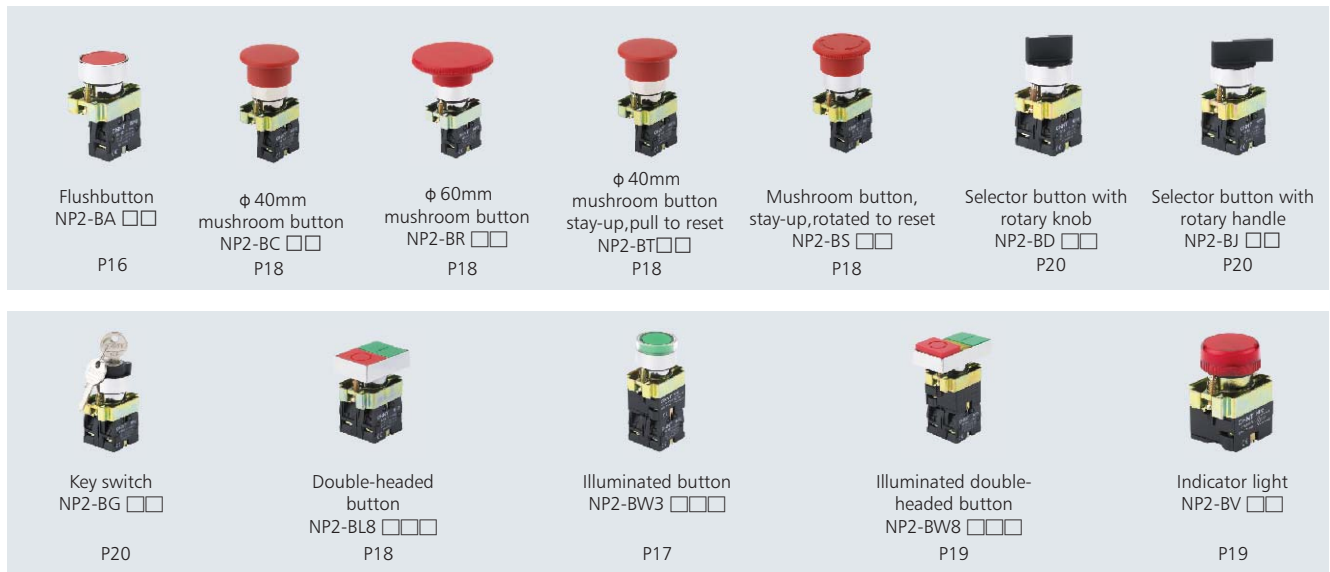 Flushbutton
NP2-BA □□
P16
φ 40mm
mushroom button
NP2-BC □□
P18
φ 60mm
mushroom button
NP2-BR □□
P18
φ 40mm
mushroom button
stay-up,pull to reset
NP2-BT□□
P18
Mushroom button,
stay-up,rotated to reset
NP2-BS □□
P18
Selector button with
rotary knob
NP2-BD □□
P20
Selector button with
rotary handle
NP2-BJ □□
P20
Key switch
NP2-BG □□
P20
Double-headed
button
NP2-BL8 □□□
P18
Illuminated button
NP2-BW3 □□□
P17
Illuminated double-
headed button
NP2-BW8 □□□
P19
Indicator light
NP2-BV □□
P19